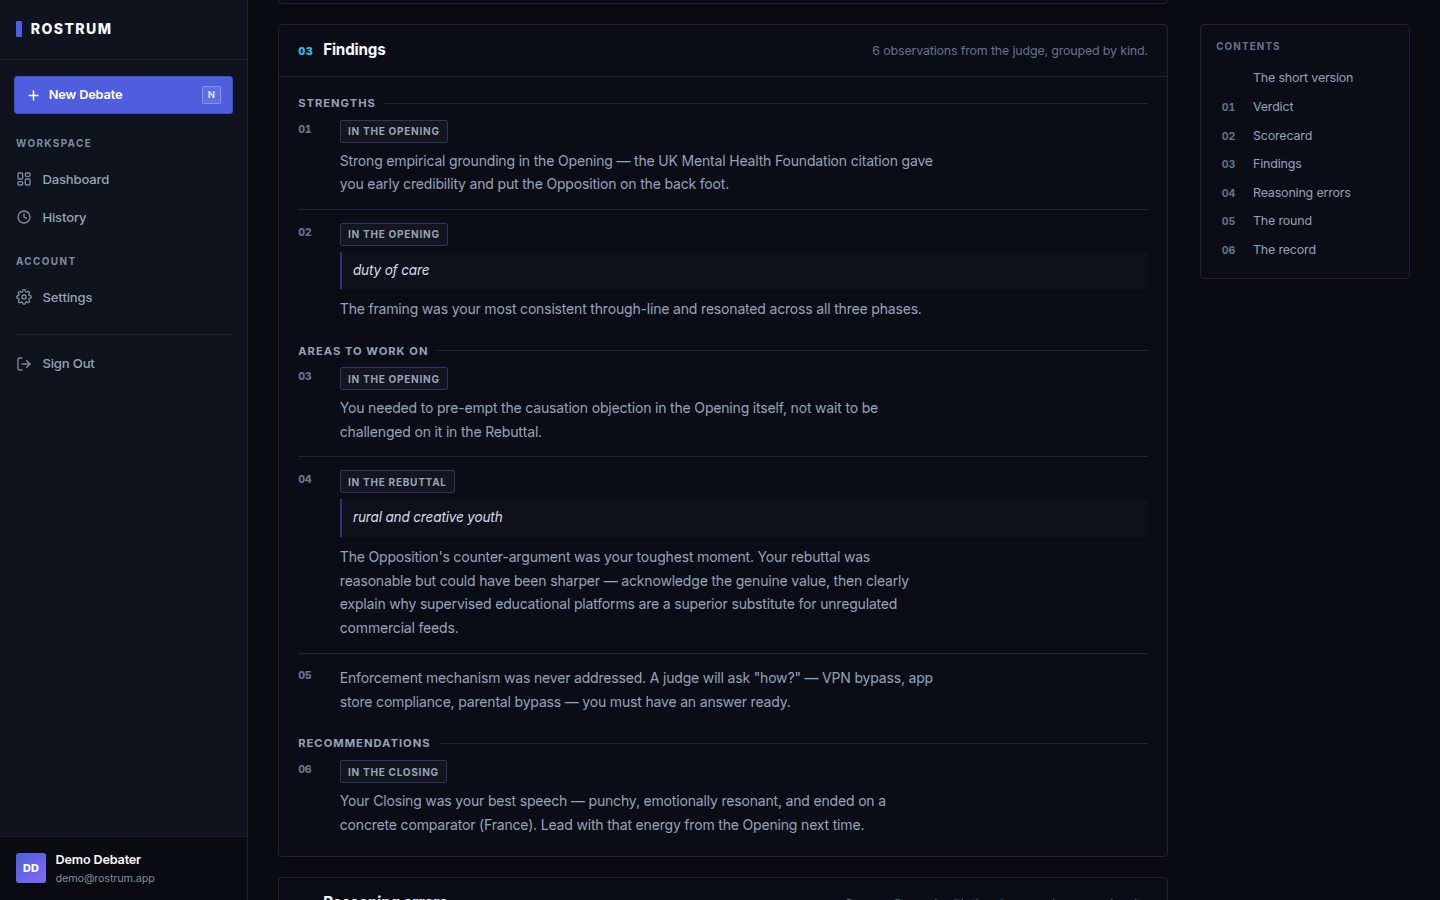 ROSTRUM
New Debate
N
WORKSPACE
Dashboard
History
ACCOUNT
Settings
Sign Out
DD
Demo Debater
demo@rostrum.app
03 Findings
6 observations from the judge, grouped by kind.
STRENGTHS
01
IN THE OPENING
Strong empirical grounding in the Opening — the UK Mental Health Foundation citation gave
you early credibility and put the Opposition on the back foot.
02
IN THE OPENING
duty of care
The framing was your most consistent through-line and resonated across all three phases.
AREAS TO WORK ON
03
IN THE OPENING
You needed to pre-empt the causation objection in the Opening itself, not wait to be
challenged on it in the Rebuttal.
04
IN THE REBUTTAL
rural and creative youth
The Opposition's counter-argument was your toughest moment. Your rebuttal was
reasonable but could have been sharper — acknowledge the genuine value, then clearly
explain why supervised educational platforms are a superior substitute for unregulated
commercial feeds.
05
Enforcement mechanism was never addressed. A judge will ask "how?" — VPN bypass, app
store compliance, parental bypass — you must have an answer ready.
RECOMMENDATIONS
06
IN THE CLOSING
Your Closing was your best speech — punchy, emotionally resonant, and ended on a
concrete comparator (France). Lead with that energy from the Opening next time.
Reasoning errors
CONTENTS
The short version
01 Verdict
02 Scorecard
03 Findings
04 Reasoning errors
05 The round
06 The record